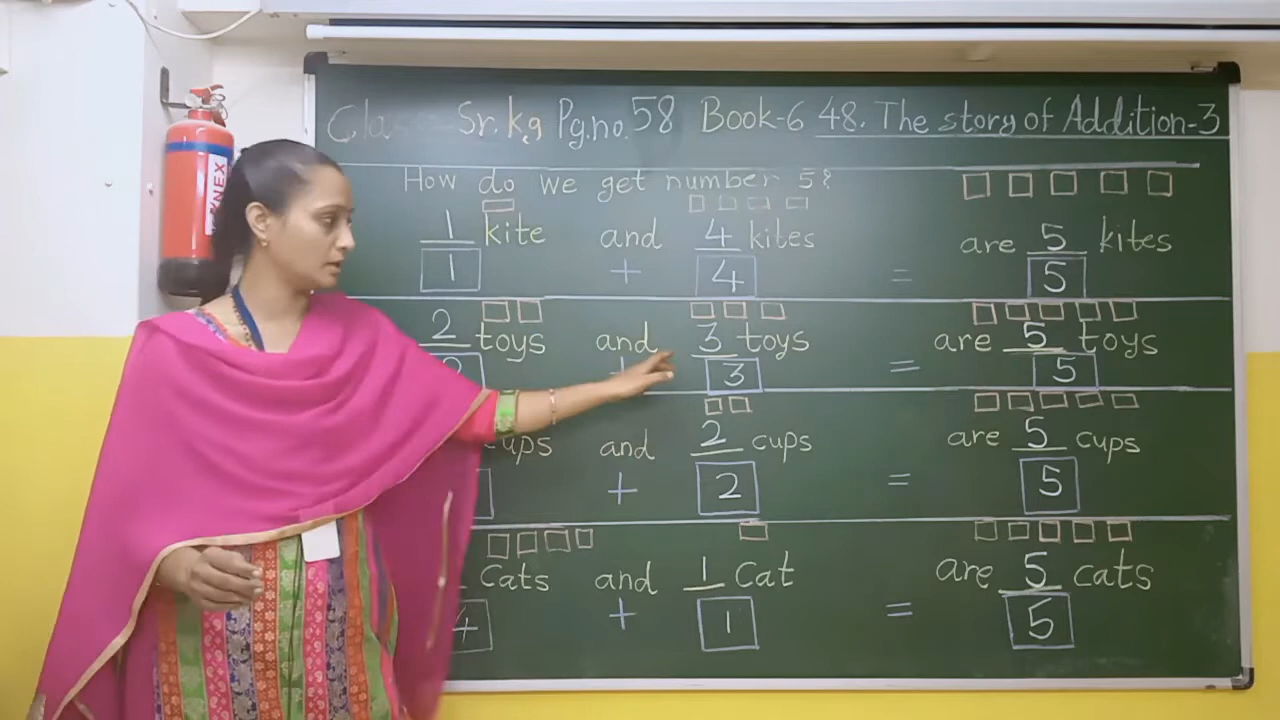 Class Sr.kg Pg.no.58 Book-6 48. The story of Addition-3
How do we get number 5?
1 kite and 4 kites are 5 kites
1 + 4 = 5
2 toys and 3 toys are 5 toys
2 + 3 = 5
cups and 2 cups are 5 cups
+ 2 = 5
Cats and 1 Cat are 5 cats
4 + 1 = 5
KNEX